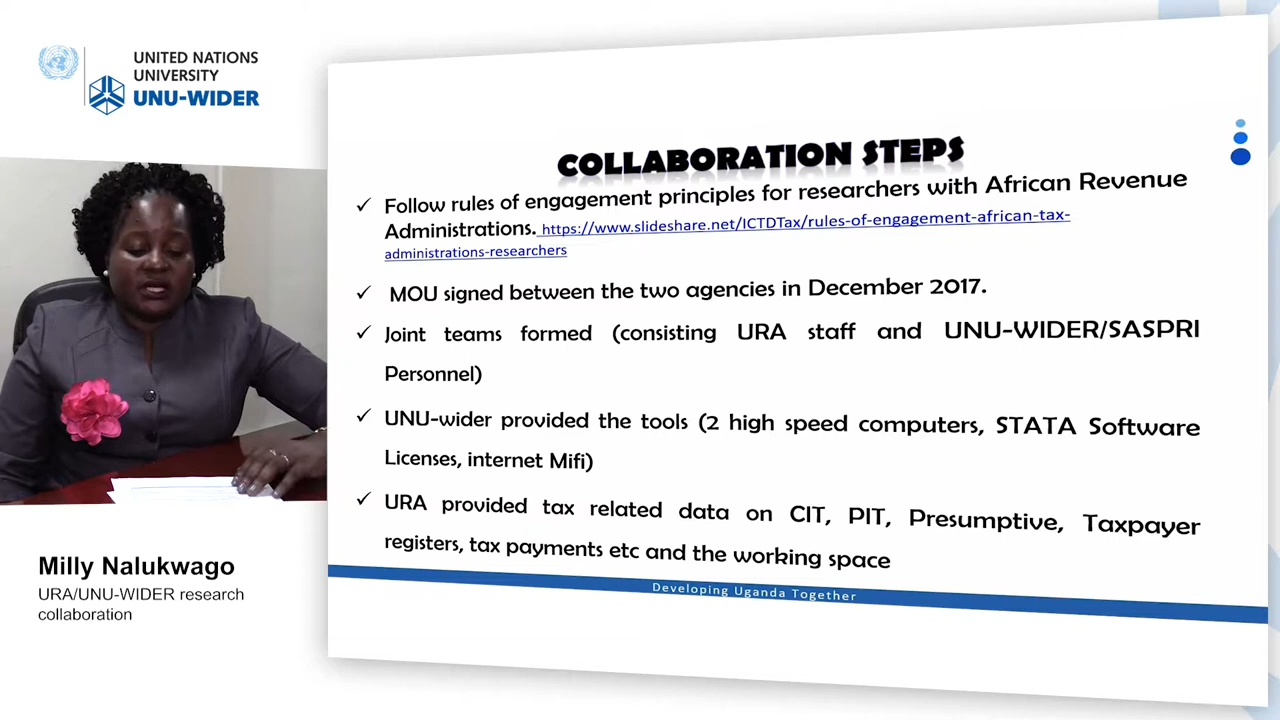 UNITED NATIONS
UNIVERSITY
UNU-WIDER
COLLABORATION STEPS
✓ Follow rules of engagement principles for researchers with African Revenue
Administrations. https://www.slideshare.net/ICTDTax/rules-of-engagement-african-tax-
administrations-researchers
✓ MOU signed between the two agencies in December 2017.
✓ Joint teams formed (consisting URA staff and UNU-WIDER/SASPRI
Personnel)
✓ UNU-wider provided the tools (2 high speed computers, STATA Software
Licenses, internet Mifi)
✓ URA provided tax related data on CIT, PIT, Presumptive, Taxpayer
registers, tax payments etc and the working space
Developing Uganda Together
Milly Nalukwago
URA/UNU-WIDER research
collaboration